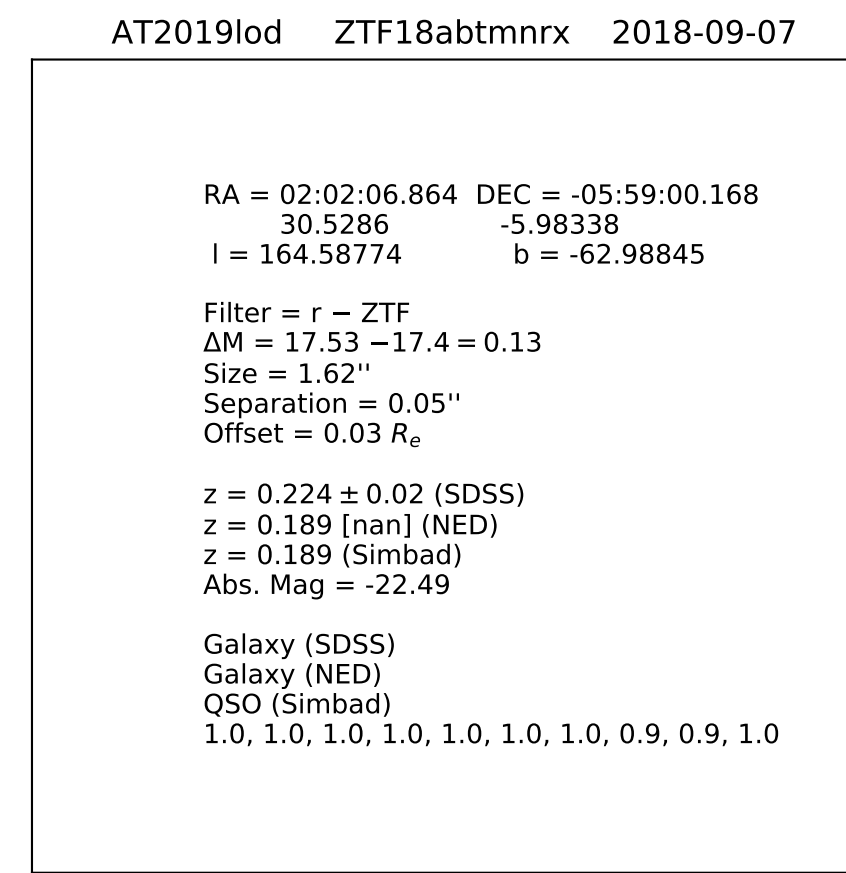 AT2019lod ZTF18abtmnrx 2018-09-07
RA = 02:02:06.864 DEC = -05:59:00.168
30.5286 -5.98338
l = 164.58774 b = -62.98845
Filter = r − ZTF
ΔM = 17.53 −17.4 = 0.13
Size = 1.62''
Separation = 0.05''
Offset = 0.03 Re
z = 0.224 ± 0.02 (SDSS)
z = 0.189 [nan] (NED)
z = 0.189 (Simbad)
Abs. Mag = -22.49
Galaxy (SDSS)
Galaxy (NED)
QSO (Simbad)
1.0, 1.0, 1.0, 1.0, 1.0, 1.0, 1.0, 0.9, 0.9, 1.0